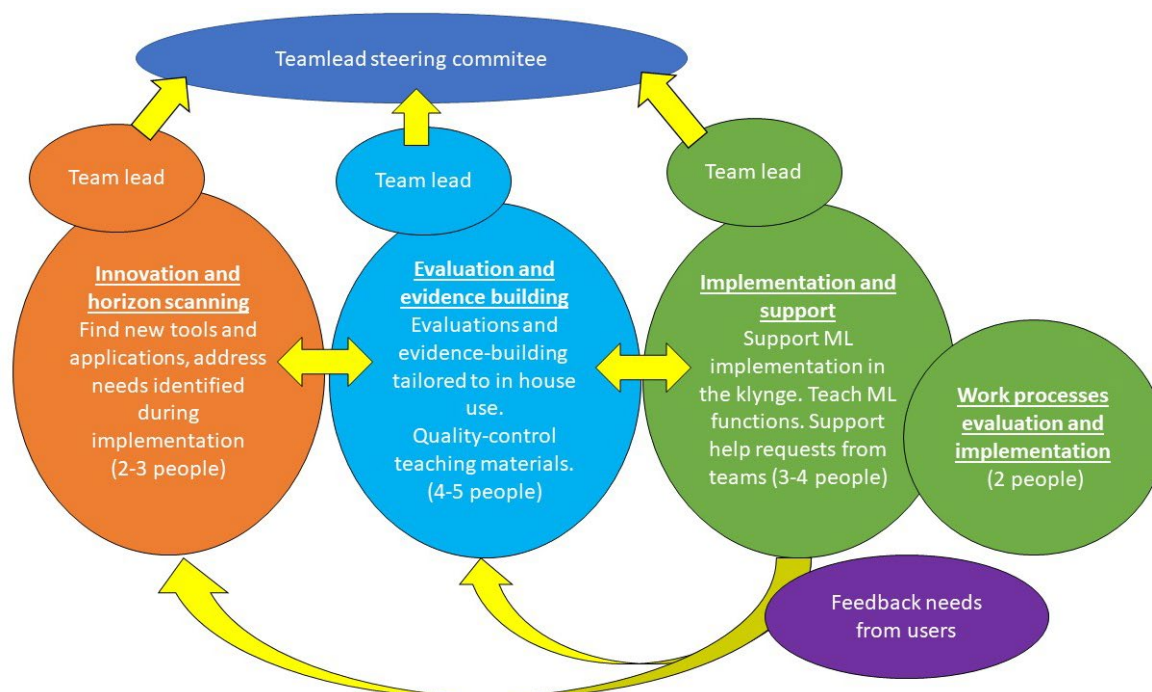 Teamlead steering commitee
Team lead
Team lead
Team lead
Innovation and
horizon scanning
Find new tools and
applications, address
needs identified
during
implementation
(2-3 people)
Evaluation and
evidence building
Evaluations and
evidence-building
tailored to in house
use.
Quality-control
teaching materials.
(4-5 people)
Implementation and
support
Support ML
implementation in
the klynge. Teach ML
functions. Support
help requests from
teams (3-4 people)
Work processes
evaluation and
implementation
(2 people)
Feedback needs
from users